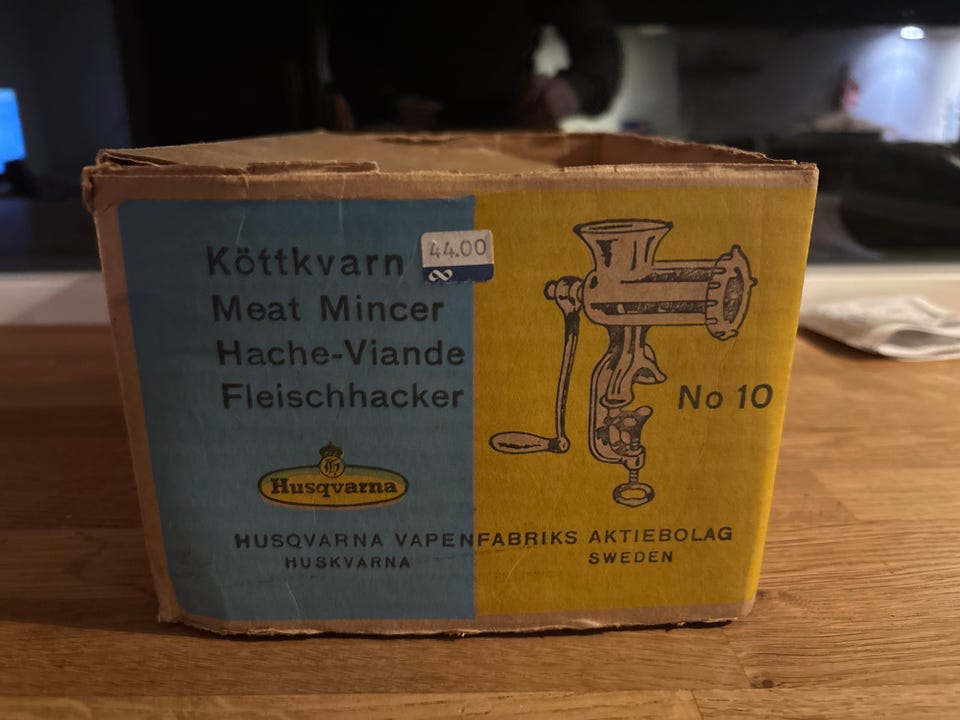 Köttkvarn
44.00
Meat Mincer
Hache-Viande
Fleischhacker
No 10
Husqvarna
HUSQVARNA VAPENFABRIKS AKTIEBOLAG
HUSKVARNA SWEDEN